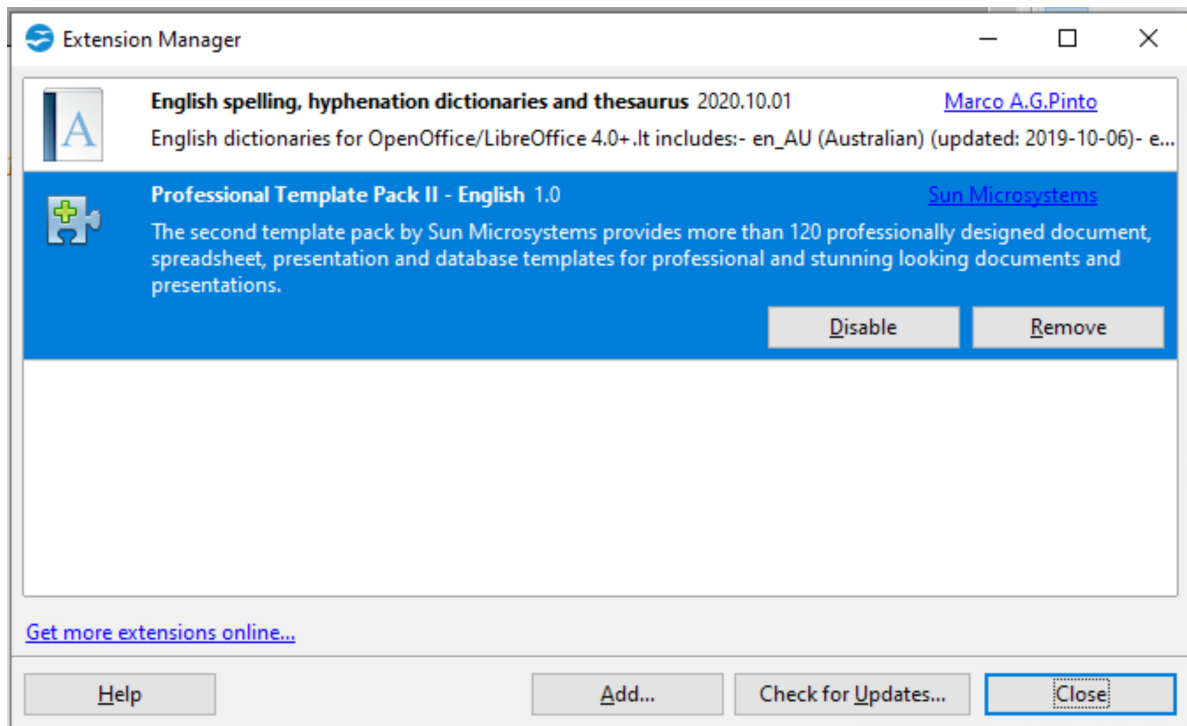 Extension Manager
English spelling, hyphenation dictionaries and thesaurus 2020.10.01 Marco A.G.Pinto
English dictionaries for OpenOffice/LibreOffice 4.0+.It includes:- en_AU (Australian) (updated: 2019-10-06)- e...
Professional Template Pack II - English 1.0 Sun Microsystems
The second template pack by Sun Microsystems provides more than 120 professionally designed document,
spreadsheet, presentation and database templates for professional and stunning looking documents and
presentations.
Disable Remove
Get more extensions online...
Help Add... Check for Updates... Close